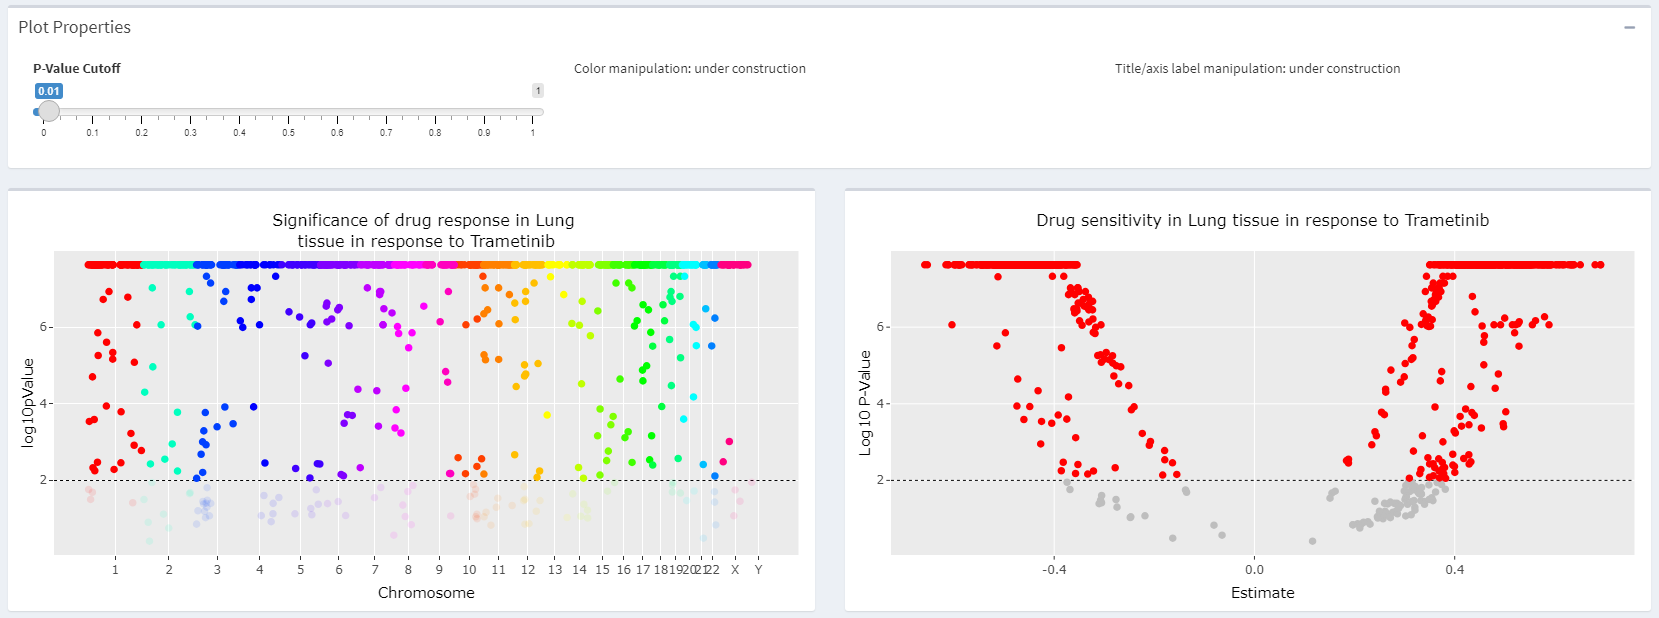 Plot Properties
P-Value Cutoff
Color manipulation: under construction
Title/axis label manipulation: under construction
0.01
1
0 0.1 0.2 0.3 0.4 0.5 0.6 0.7 0.8 0.9 1
Significance of drug response in Lung
tissue in response to Trametinib
log10pValue
6
4
2
1 2 3 4 5 6 7 8 9 10 11 12 13 14 15 16 17 18 19 20 21 22 X Y
Chromosome
Drug sensitivity in Lung tissue in response to Trametinib
Log10 P-Value
6
4
2
-0.4 0.0 0.4
Estimate